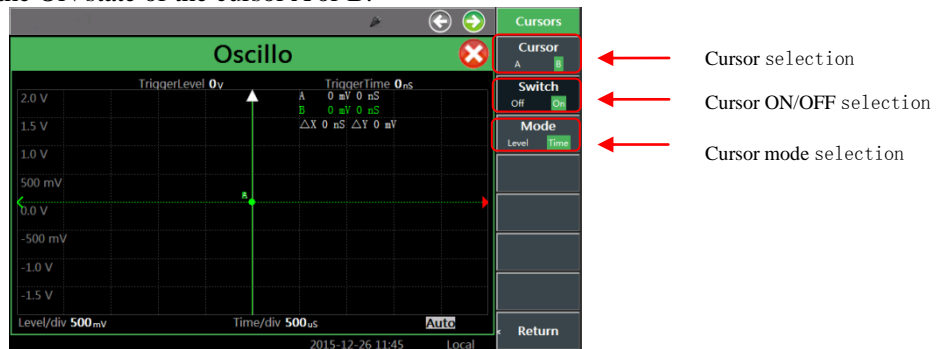 the ON state of the cursor A or B.
Cursors
Oscillo
Cursor
A B
Cursor selection
TriggerLevel 0V
TriggerTime 0nS
Switch
Off On
Cursor ON/OFF selection
2.0 V
A 0 mV 0 nS
B 0 mV 0 nS
△X 0 nS △Y 0 mV
1.5 V
Mode
Level Time
Cursor mode selection
1.0 V
500 mV
0.0 V
-500 mV
-1.0 V
-1.5 V
Level/div 500mV
Time/div 500uS
Auto
Return
2015-12-26 11:45
Local